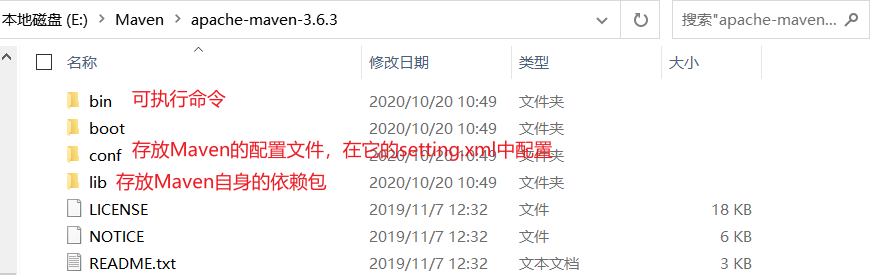 本地磁盘 (E:) > Maven > apache-maven-3.6.3 搜索"apache-maven...
名称 修改日期 类型 大小
bin 可执行命令 2020/10/20 10:49 文件夹
boot 2020/10/20 10:49 文件夹
conf 存放Maven的配置文件，在它的setting.xml中配置 2020/10/20 10:49 文件夹
lib 存放Maven自身的依赖包 2020/10/20 10:49 文件夹
LICENSE 2019/11/7 12:32 文件 18 KB
NOTICE 2019/11/7 12:32 文件 6 KB
README.txt 2019/11/7 12:32 文本文档 3 KB